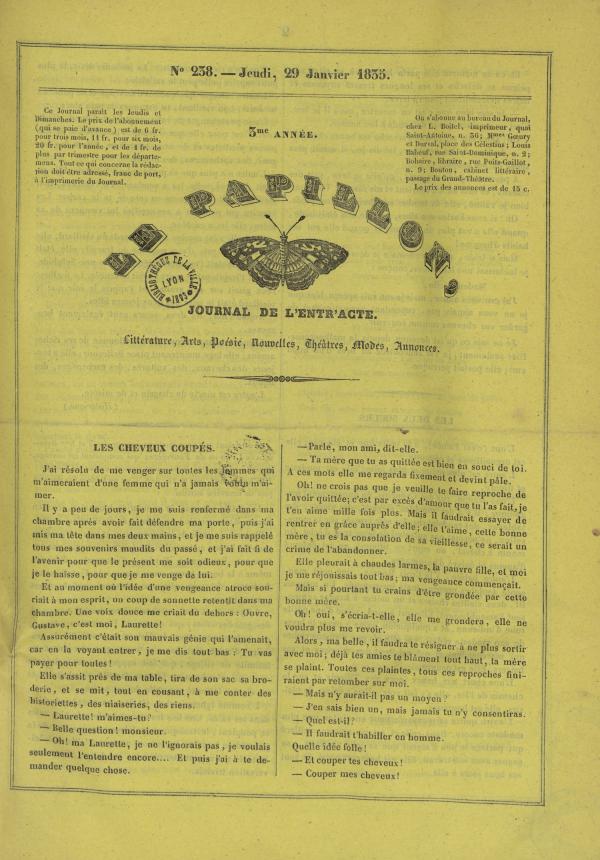 N° 238. — Jeudi, 29 Janvier 1835.
Ce Journal paraît les Jeudis et
Dimanches. Le prix de l'abonnement
(qui se paie d'avance) est de 6 fr.
pour trois mois, 11 fr. pour six mois,
20 fr. pour l'année, et de 1 fr. de
plus par trimestre pour les départe-
mens. Tout ce qui concerne la rédac-
tion doit être adressé, franc de port,
à l'imprimerie du Journal.
3me ANNÉE.
On s'abonne au bureau du Journal,
chez L. Boitel, imprimeur, quai
Saint-Antoine, n. 36; Mmes Gœury
et Durval, place des Célestins; Louis
Babeuf, rue Saint-Dominique, n. 2;
Bohaire, libraire, rue Puits-Gaillot,
n. 9; Bouton, cabinet littéraire,
passage du Grand-Théâtre.
Le prix des annonces est de 15 c.
LE PAPILLON,
BIBLIOTHÈQUE DE LA VILLE
LYON
JOURNAL DE L'ENTR'ACTE.
Littérature, Arts, Poésie, Nouvelles, Théâtres, Modes, Annonces.
LES CHEVEUX COUPÉS.
J'ai résolu de me venger sur toutes les femmes qui
m'aimeraient d'une femme qui n'a jamais voulu m'ai-
mer.
Il y a peu de jours, je me suis renfermé dans ma
chambre après avoir fait défendre ma porte, puis j'ai
mis ma tête dans mes deux mains, et je me suis rappelé
tous mes souvenirs maudits du passé, et j'ai fait fi de
l'avenir pour que le présent me soit odieux, pour que
je le haïsse, pour que je me venge de lui.
Et au moment où l'idée d'une vengeance atroce sou-
riait à mon esprit, un coup de sonnette retentit dans ma
chambre. Une voix douce me criait du dehors : Ouvre,
Gustave, c'est moi, Laurette!
Assurément c'était son mauvais génie qui l'amenait,
car en la voyant entrer, je me dis tout bas : Tu vas
payer pour toutes!
Elle s'assit près de ma table, tira de son sac sa bro-
derie, et se mit, tout en cousant, à me conter des
historiettes, des niaiseries, des riens.
— Laurette! m'aimes-tu?
— Belle question! monsieur.
— Oh! ma Laurette, je ne l'ignorais pas, je voulais
seulement l'entendre encore.... Et puis j'ai à te de-
mander quelque chose.
— Parle, mon ami, dit-elle.
— Ta mère que tu as quittée est bien en souci de toi.
A ces mots elle me regarda fixement et devint pâle.
Oh! ne crois pas que je veuille te faire reproche de
l'avoir quittée; c'est par excès d'amour que tu l'as fait, je
t'en aime mille fois plus. Mais il faudrait essayer de
rentrer en grâce auprès d'elle; elle t'aime, cette bonne
mère, tu es la consolation de sa vieillesse, ce serait un
crime de l'abandonner.
Elle pleurait à chaudes larmes, la pauvre fille, et moi
je me réjouissais tout bas; ma vengeance commençait.
Mais si pourtant tu crains d'être grondée par cette
bonne mère.
Oh! oui, s'écria-t-elle, elle me grondera, elle ne
voudra plus me revoir.
Alors, ma belle, il faudra te résigner à ne plus sortir
avec moi; déjà tes amies te blâment tout haut, ta mère
se plaint. Toutes ces plaintes, tous ces reproches fini-
raient par retomber sur moi.
— Mais n'y aurait-il pas un moyen?
— J'en sais bien un, mais jamais tu n'y consentiras.
— Quel est-il?
— Il faudrait t'habiller en homme.
Quelle idée folle!
— Et couper tes cheveux!
— Couper mes cheveux!